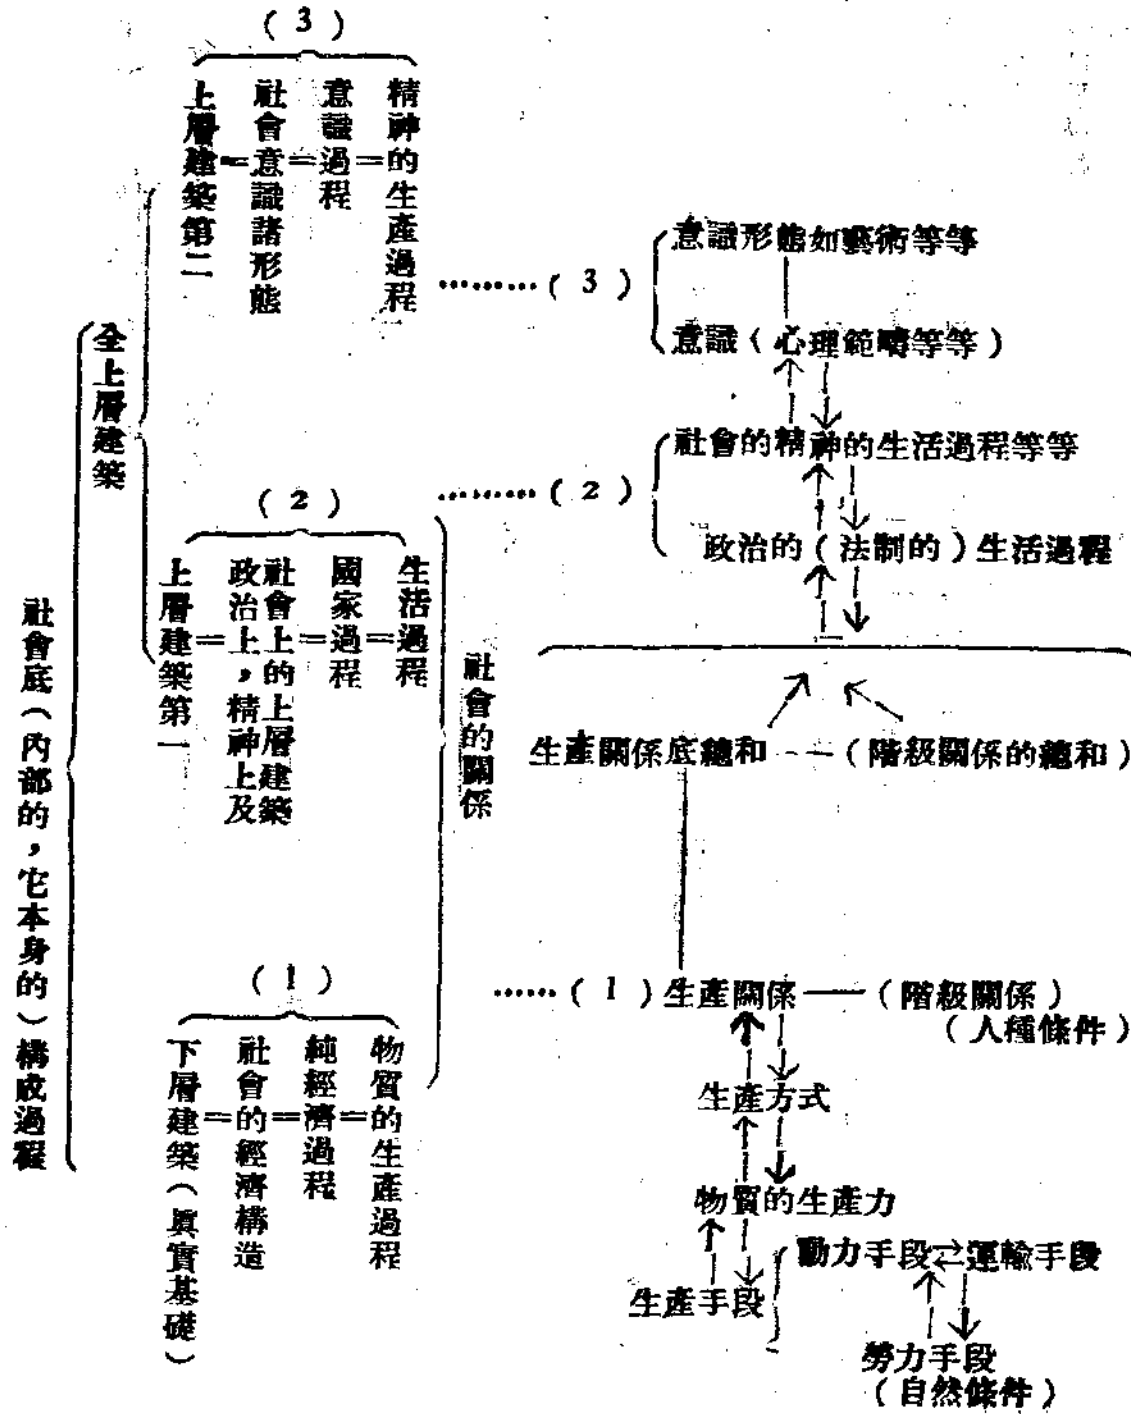 社會底(內部的，它本身的)構成過程
全上層建築
(3)
上層建築第二=社會意識諸形態=意識過程=精神的生產過程
(2)
上層建築第一=政治上，精神上及社會上的上層建築=國家過程=生活過程
(1)
下層建築(眞實基礎)=社會的經濟構造=純經濟過程=物質的生產過程
社會的關係
………(3)
意識形態如藝術等等
意識(心理範疇等等)
………(2)
社會的精神的生活過程等等
政治的(法制的)生活過程
生產關係底總和——(階級關係的總和)
……(1)生產關係——(階級關係)
(人種條件)
生產方式
物質的生產力
生產手段
動力手段⇄運輸手段
勞力手段
(自然條件)